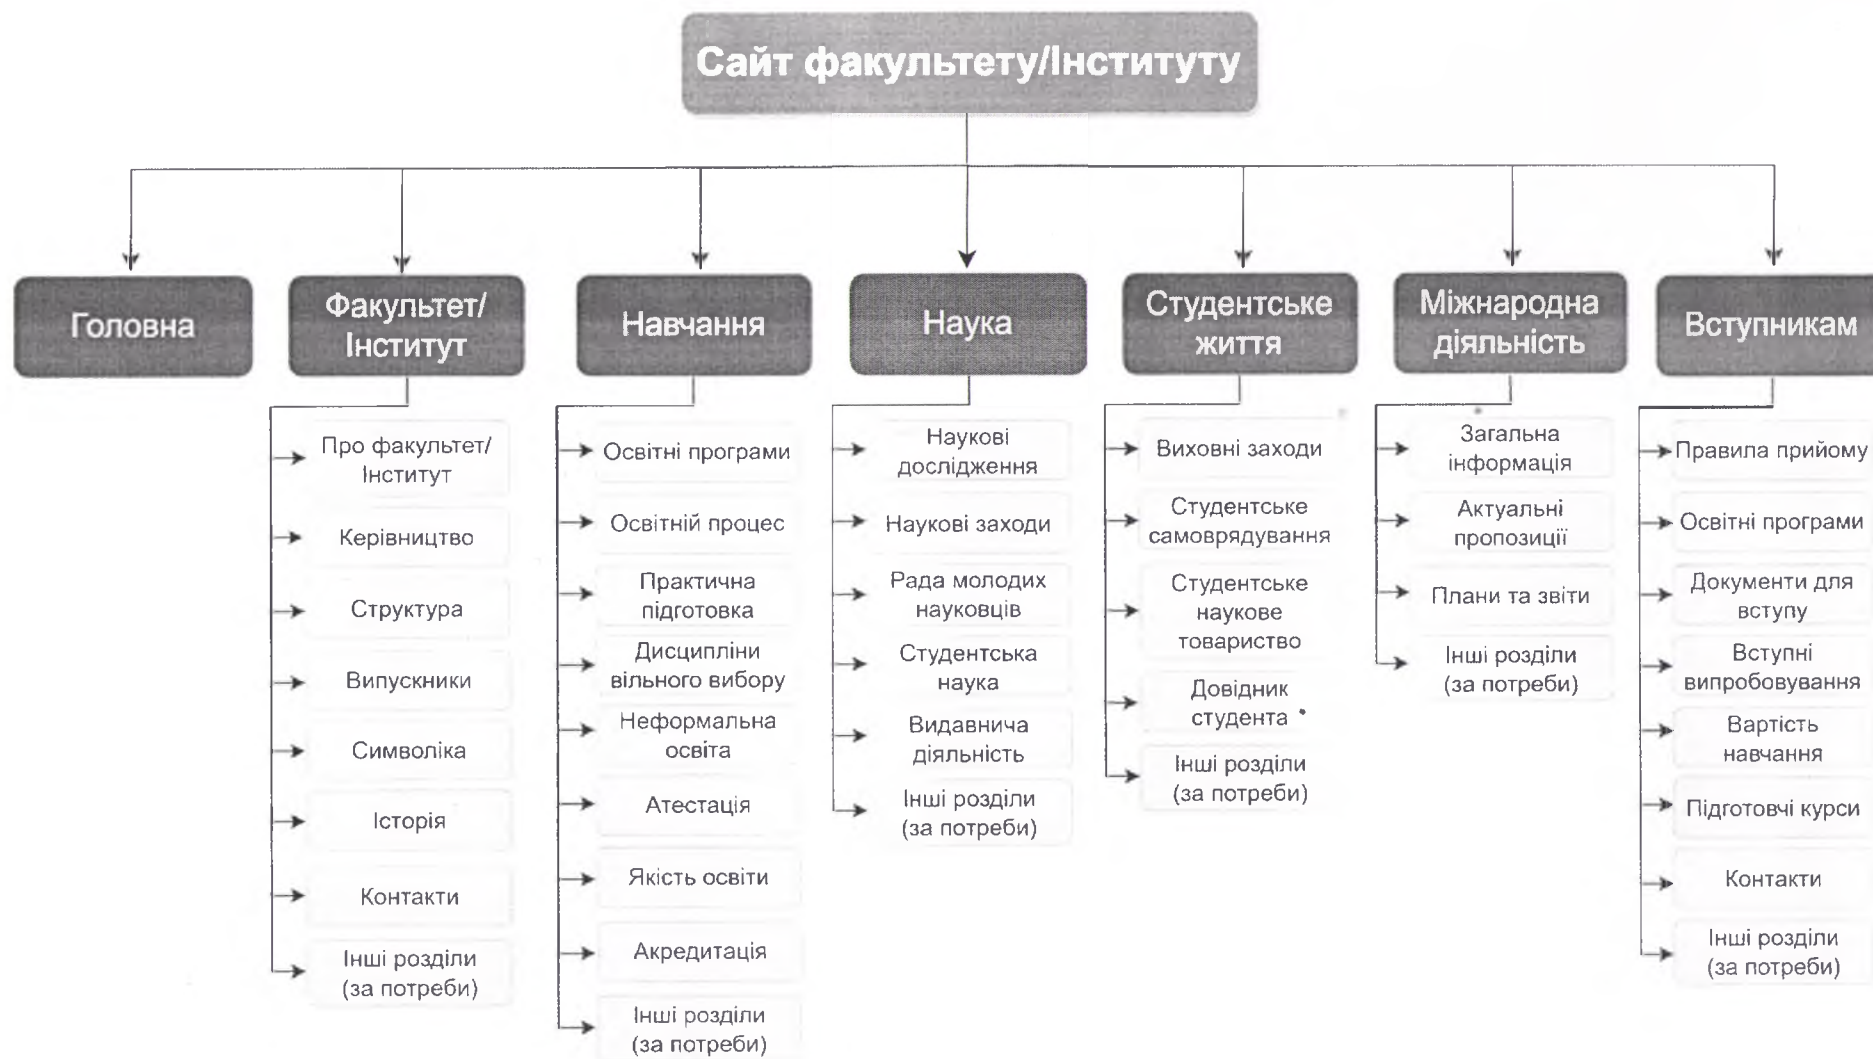 Сайт факультету/Інституту
Головна
Факультет/
Інститут
Про факультет/
Інститут
Керівництво
Структура
Випускники
Символіка
Історія
Контакти
Інші розділи
(за потреби)
Навчання
Освітні програми
Освітній процес
Практична
підготовка
Дисципліни
вільного вибору
Неформальна
освіта
Атестація
Якість освіти
Акредитація
Інші розділи
(за потреби)
Наука
Наукові
дослідження
Наукові заходи
Рада молодих
науковців
Студентська
наука
Видавнича
діяльність
Інші розділи
(за потреби)
Студентське
життя
Виховні заходи
Студентське
самоврядування
Студентське
наукове
товариство
Довідник
студента
Інші розділи
(за потреби)
Міжнародна
діяльність
Загальна
інформація
Актуальні
пропозиції
Плани та звіти
Інші розділи
(за потреби)
Вступникам
Правила прийому
Освітні програми
Документи для
вступу
Вступні
випробовування
Вартість
навчання
Підготовчі курси
Контакти
Інші розділи
(за потреби)